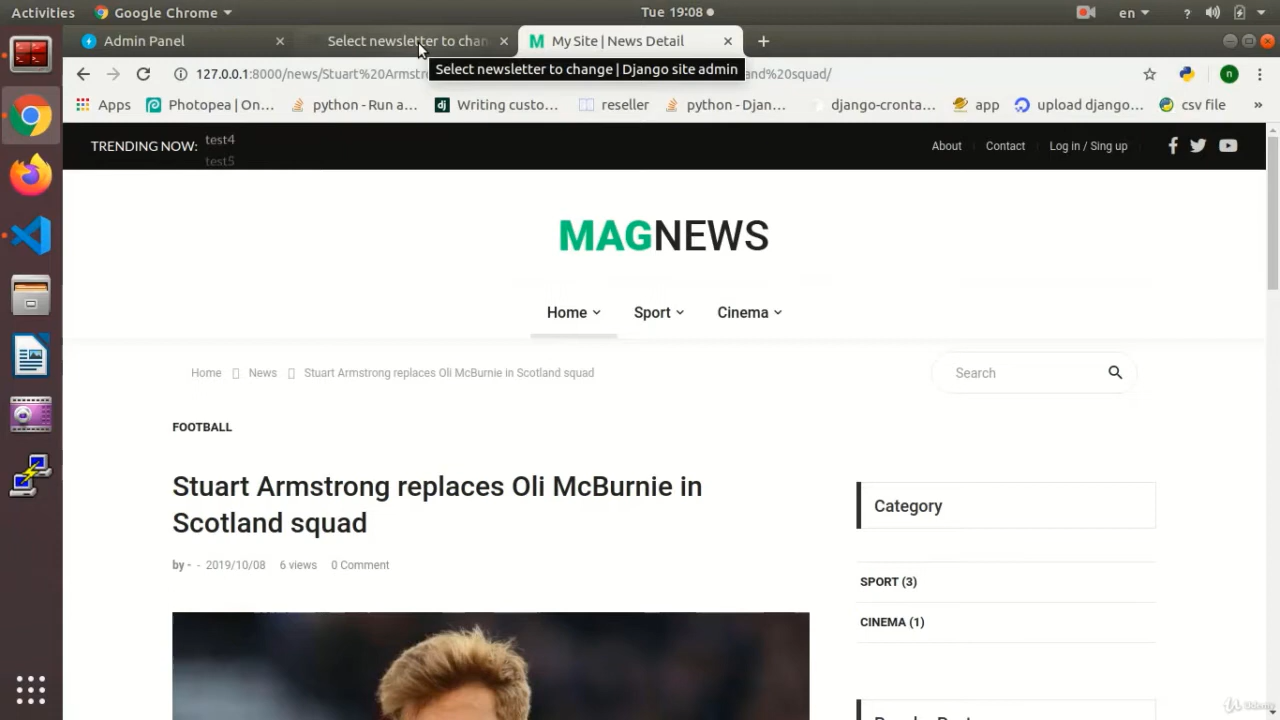 Activities Google Chrome Tue 19:08 en ?
Admin Panel Select newsletter to chan My Site | News Detail
127.0.0.1:8000/news/Stuart%20Armstro and%20squad/ n
Select newsletter to change | Django site admin
Apps Photopea | On... python - Run a... dj Writing custo... reseller python - Djan... django-cronta... app upload django... csv file »
TRENDING NOW: test4
test5
About Contact Log in / Sing up
MAGNEWS
Home Sport Cinema
Home News Stuart Armstrong replaces Oli McBurnie in Scotland squad Search
FOOTBALL
Stuart Armstrong replaces Oli McBurnie in
Scotland squad
by - - 2019/10/08 6 views 0 Comment
Category
SPORT (3)
CINEMA (1)
Udemy